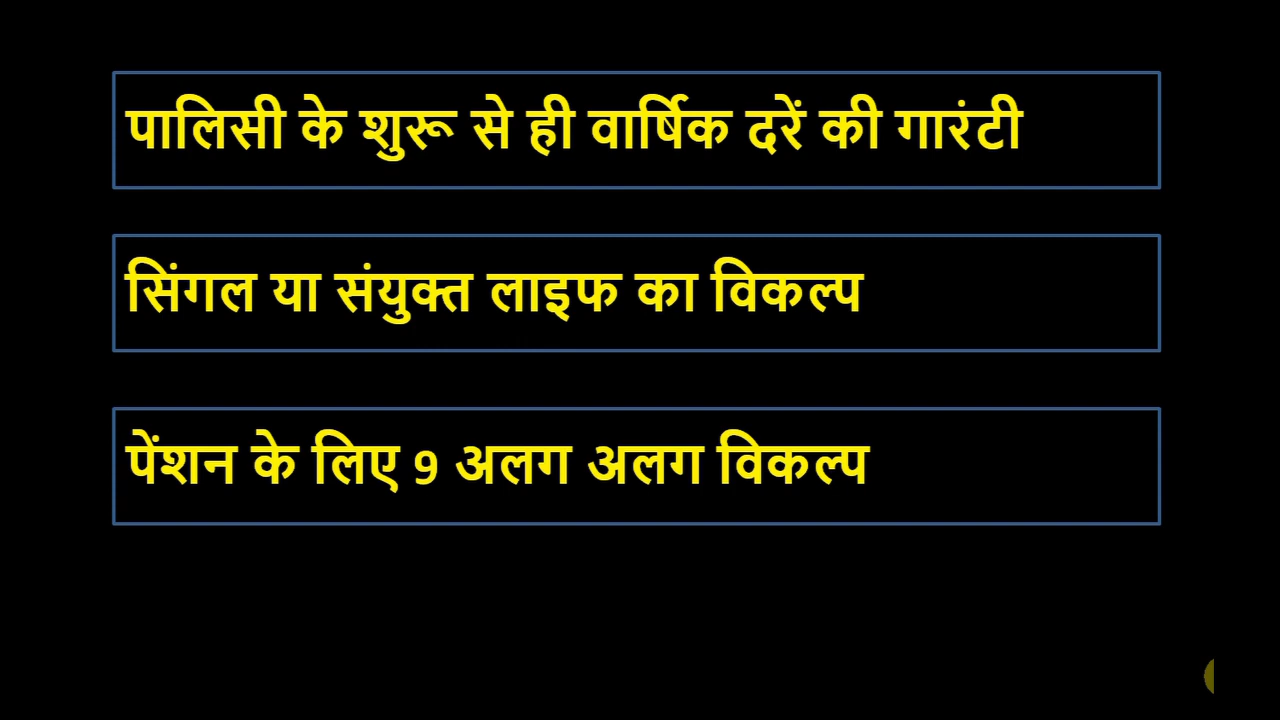 पालिसी के शुरू से ही वार्षिक दरें की गारंटी
सिंगल या संयुक्त लाइफ का विकल्प
पेंशन के लिए 9 अलग अलग विकल्प